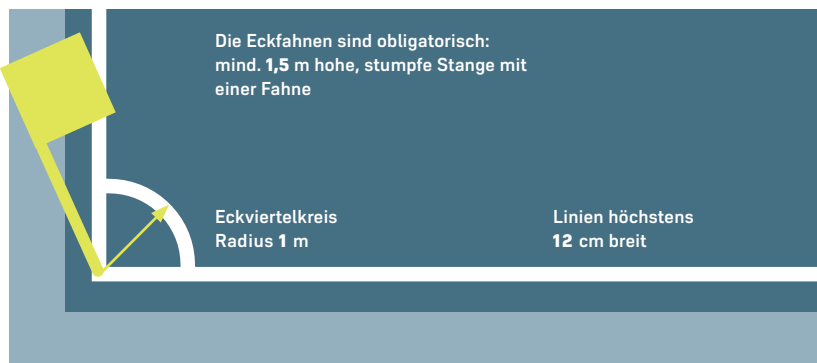 Die Eckfahnen sind obligatorisch:
mind. 1,5 m hohe, stumpfe Stange mit
einer Fahne
Eckviertelkreis
Radius 1 m
Linien höchstens
12 cm breit